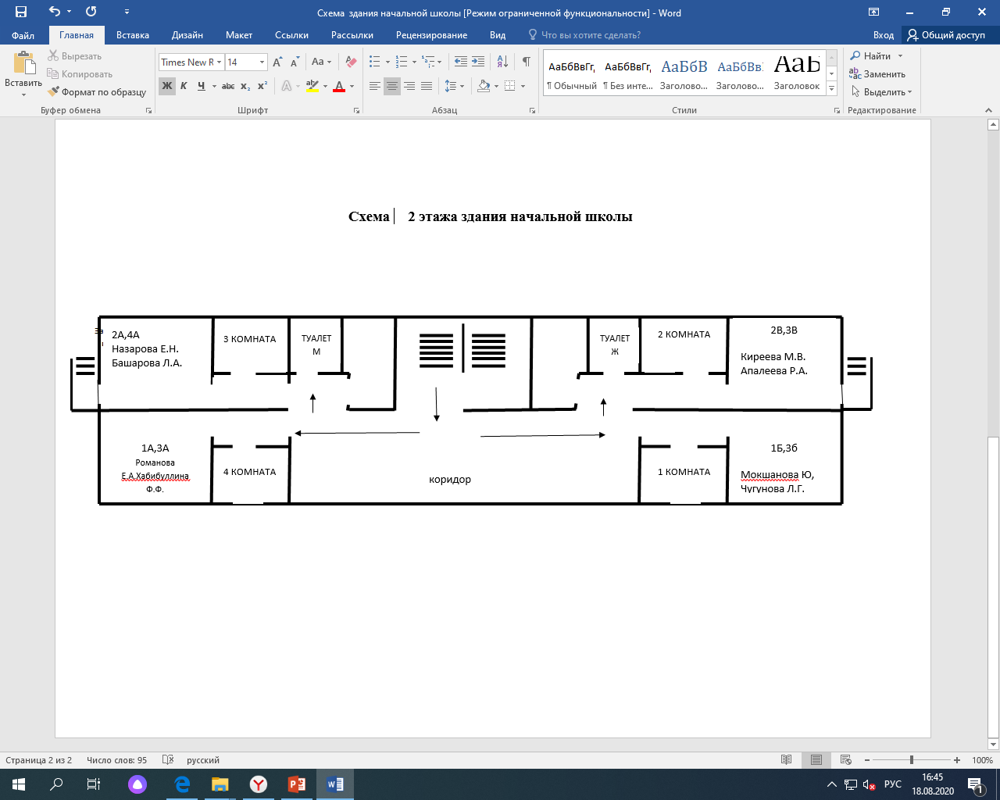 Схема здания начальной школы [Режим ограниченной функциональности] - Word
Файл
Главная
Вставка
Дизайн
Макет
Ссылки
Рассылки
Рецензирование
Вид
Что вы хотите сделать?
Вход
Общий доступ
Вставить
Вырезать
Копировать
Формат по образцу
Буфер обмена
Times New R
14
Шрифт
Абзац
АаБбВвГг,
АаБбВвГг,
АаБбВ
АаБбВв:
АаБ
¶ Обычный
¶ Без инте...
Заголово...
Заголово...
Заголовок
Стили
Найти
Заменить
Выделить
Редактирование
Схема 2 этажа здания начальной школы
2А,4А
Назарова Е.Н.
Башарова Л.А.
3 КОМНАТА
ТУАЛЕТ
М
ТУАЛЕТ
Ж
2 КОМНАТА
2В,3В
Киреева М.В.
Апалеева Р.А.
1А,3А
Романова
Е.А.Хабибуллина
Ф.Ф.
4 КОМНАТА
коридор
1 КОМНАТА
1Б,3б
Мокшанова Ю,
Чугунова Л.Г.
Страница 2 из 2
Число слов: 95
русский
100%
РУС
16:45
18.08.2020